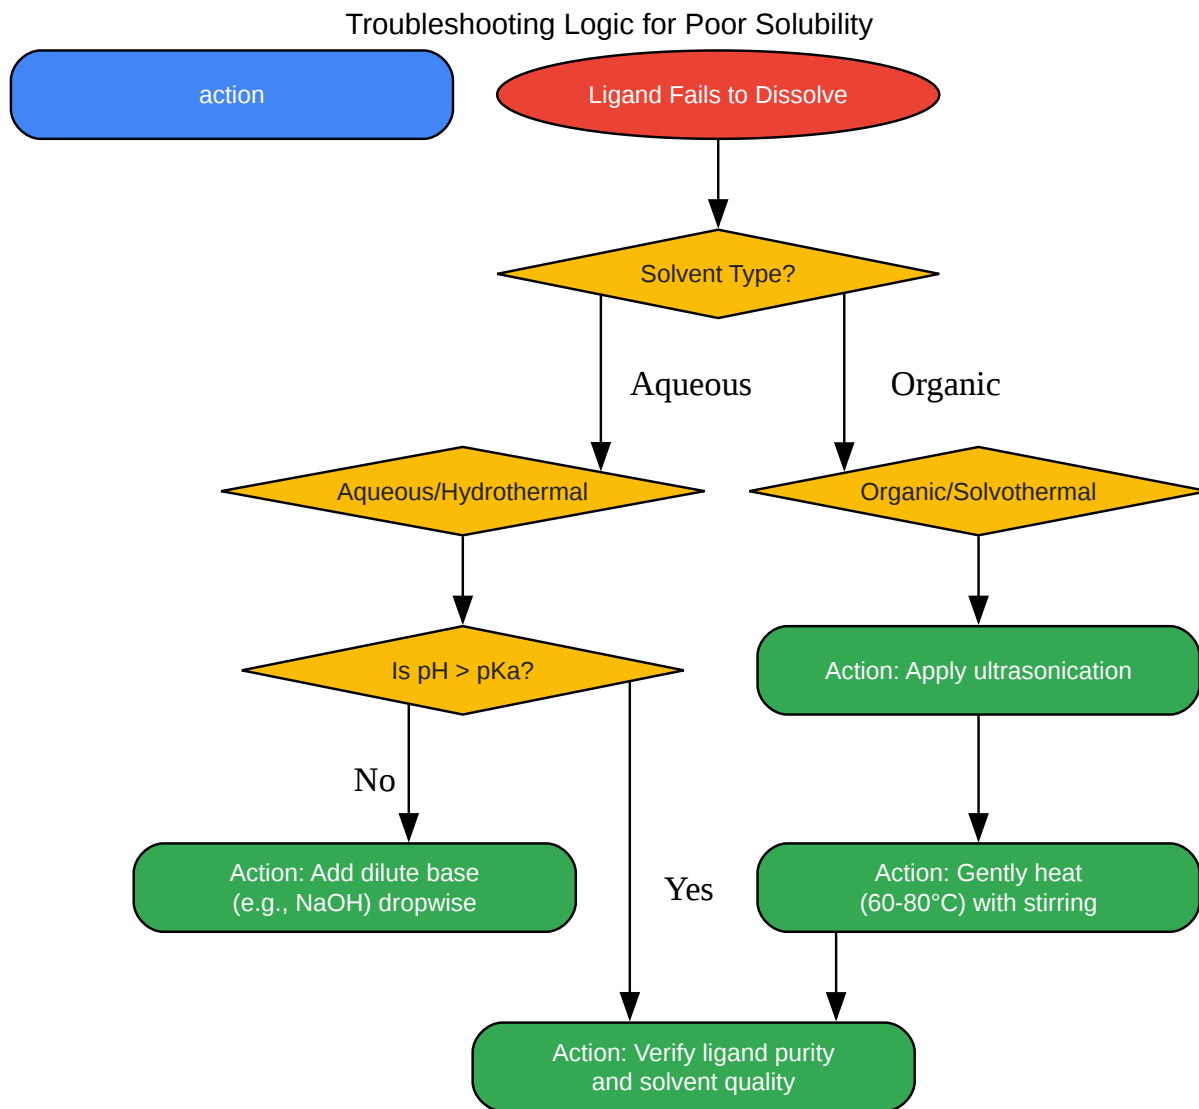 Troubleshooting Logic for Poor Solubility
action
Ligand Fails to Dissolve
Solvent Type?
Aqueous
Organic
Aqueous/Hydrothermal
Organic/Solvothermal
Is pH > pKa?
Action: Apply ultrasonication
No
Action: Add dilute base
(e.g., NaOH) dropwise
Yes
Action: Gently heat
(60-80°C) with stirring
Action: Verify ligand purity
and solvent quality